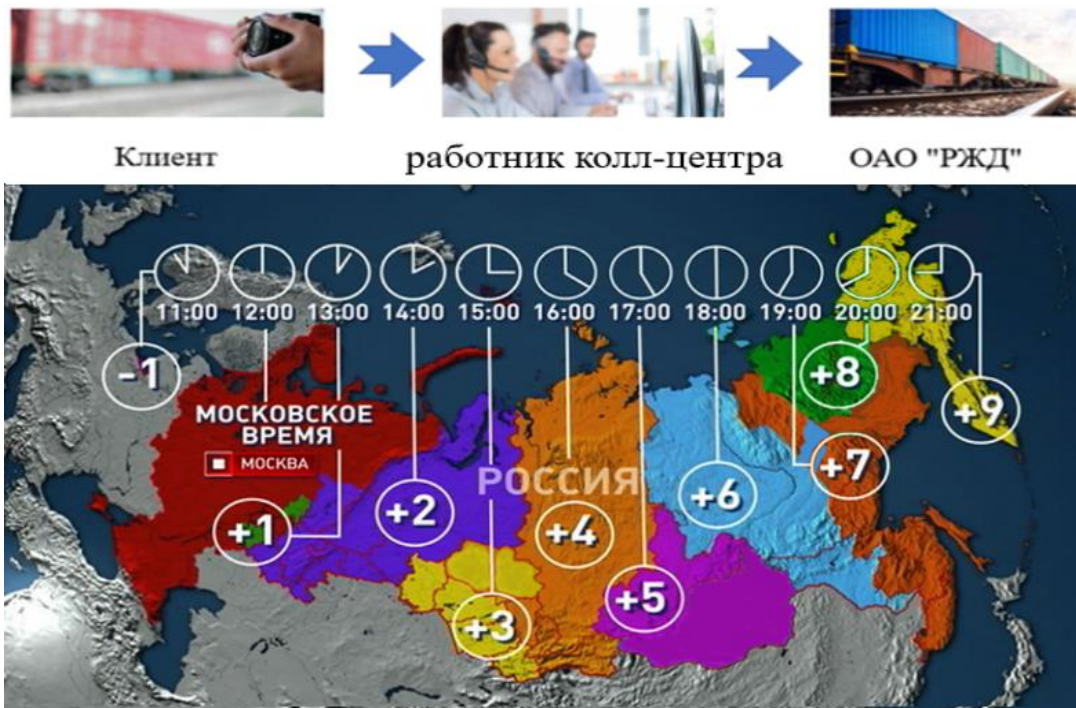 Клиент
работник колл-центра
ОАО "РЖД"
11:00 12:00 13:00 14:00 15:00 16:00 17:00 18:00 19:00 20:00 21:00
-1
+8
+9
МОСКОВСКОЕ
ВРЕМЯ
МОСКВА
РОССИЯ
+7
+6
+2
+1
+4
+5
+3